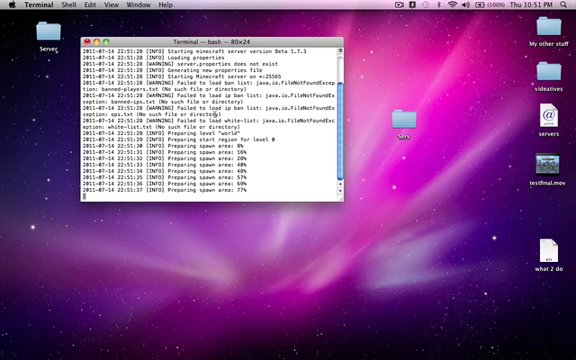 Terminal Shell Edit View Window Help
(100%) Thu 10:51 PM
Server
My other stuff
videatives
servers
testfinal.mov
what 2 do
Serv
Terminal — bash — 80×24
2011-07-14 22:51:28 [INFO] Starting minecraft server version Beta 1.7.3
2011-07-14 22:51:28 [INFO] Loading properties
2011-07-14 22:51:28 [WARNING] server.properties does not exist
2011-07-14 22:51:28 [INFO] Generating new properties file
2011-07-14 22:51:28 [INFO] Starting Minecraft server on *:25565
2011-07-14 22:51:28 [WARNING] Failed to load ban list: java.io.FileNotFoundExcep
tion: banned-players.txt (No such file or directory)
2011-07-14 22:51:28 [WARNING] Failed to load ip ban list: java.io.FileNotFoundEx
ception: banned-ips.txt (No such file or directory)
2011-07-14 22:51:28 [WARNING] Failed to load ip ban list: java.io.FileNotFoundEx
ception: ops.txt (No such file or directory)
2011-07-14 22:51:28 [WARNING] Failed to load white-list: java.io.FileNotFoundExc
eption: white-list.txt (No such file or directory)
2011-07-14 22:51:28 [INFO] Preparing level "world"
2011-07-14 22:51:28 [INFO] Preparing start region for level 0
2011-07-14 22:51:30 [INFO] Preparing spawn area: 8%
2011-07-14 22:51:31 [INFO] Preparing spawn area: 16%
2011-07-14 22:51:32 [INFO] Preparing spawn area: 28%
2011-07-14 22:51:33 [INFO] Preparing spawn area: 40%
2011-07-14 22:51:34 [INFO] Preparing spawn area: 48%
2011-07-14 22:51:35 [INFO] Preparing spawn area: 57%
2011-07-14 22:51:36 [INFO] Preparing spawn area: 69%
2011-07-14 22:51:37 [INFO] Preparing spawn area: 77%